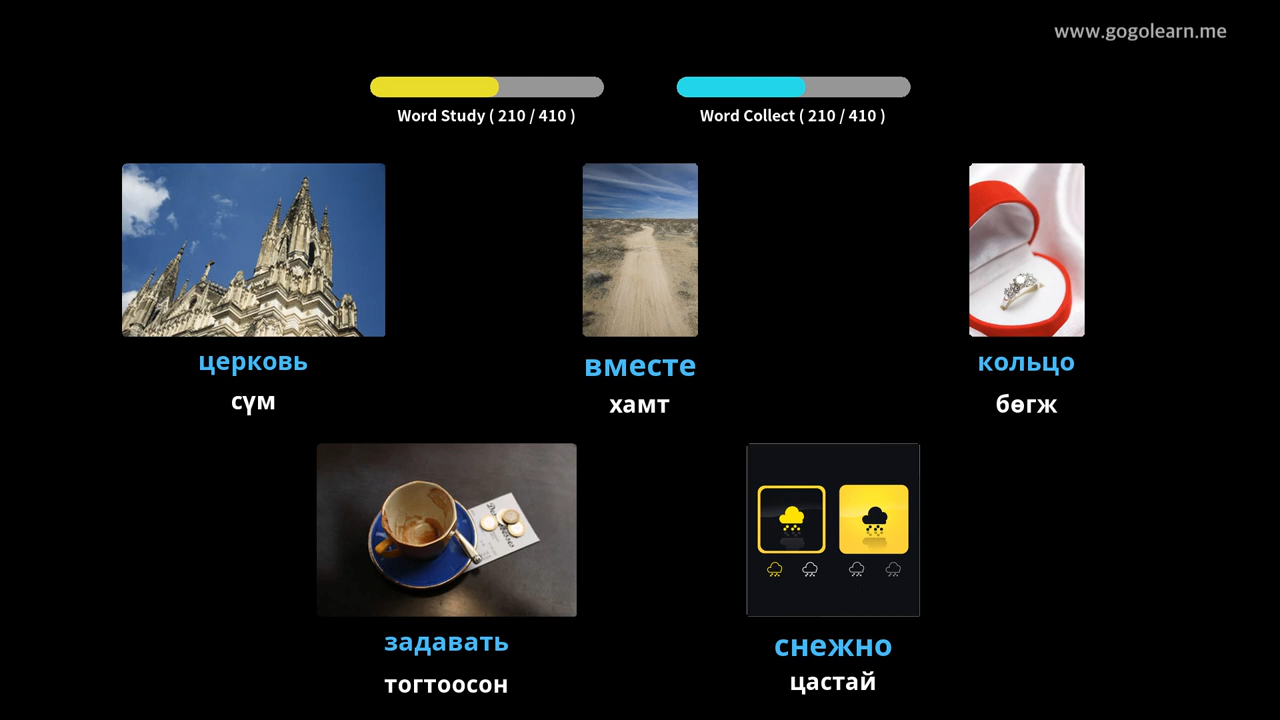 www.gogolearn.me
Word Study ( 210 / 410 )
Word Collect ( 210 / 410 )
церковь
сүм
вместе
хамт
кольцо
бөгж
задавать
тогтоосон
снежно
цастай